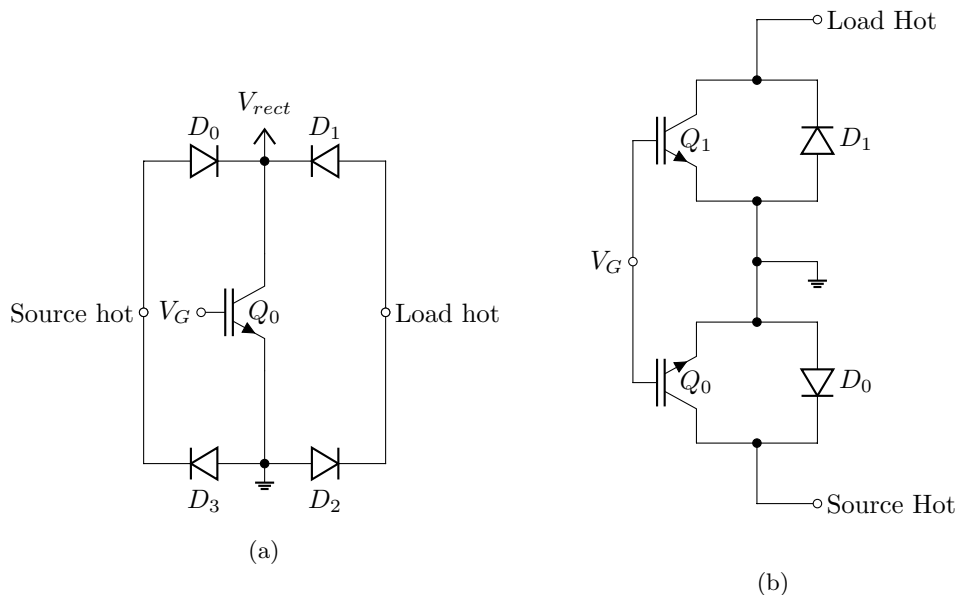 V_rect
D_0
D_1
Source hot
V_G
Q_0
Load hot
D_3
D_2
(a)
Load Hot
Q_1
D_1
V_G
Q_0
D_0
Source Hot
(b)